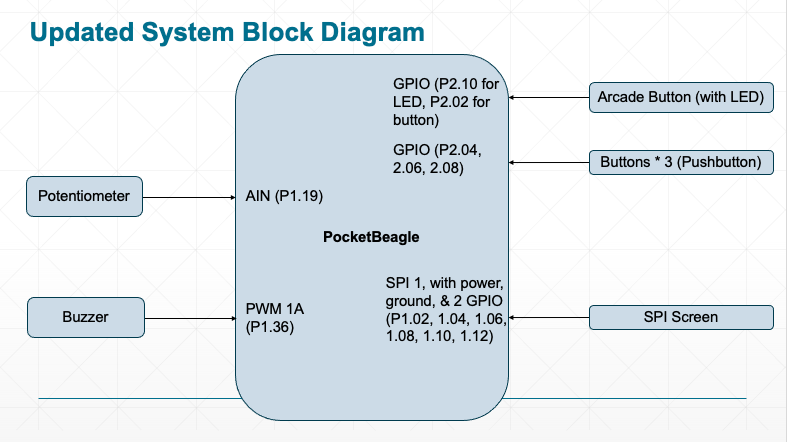 Updated System Block Diagram
GPIO (P2.10 for
LED, P2.02 for
button)
Arcade Button (with LED)
GPIO (P2.04,
2.06, 2.08)
Buttons * 3 (Pushbutton)
Potentiometer
AIN (P1.19)
PocketBeagle
SPI 1, with power,
ground, & 2 GPIO
(P1.02, 1.04, 1.06,
1.08, 1.10, 1.12)
Buzzer
PWM 1A
(P1.36)
SPI Screen